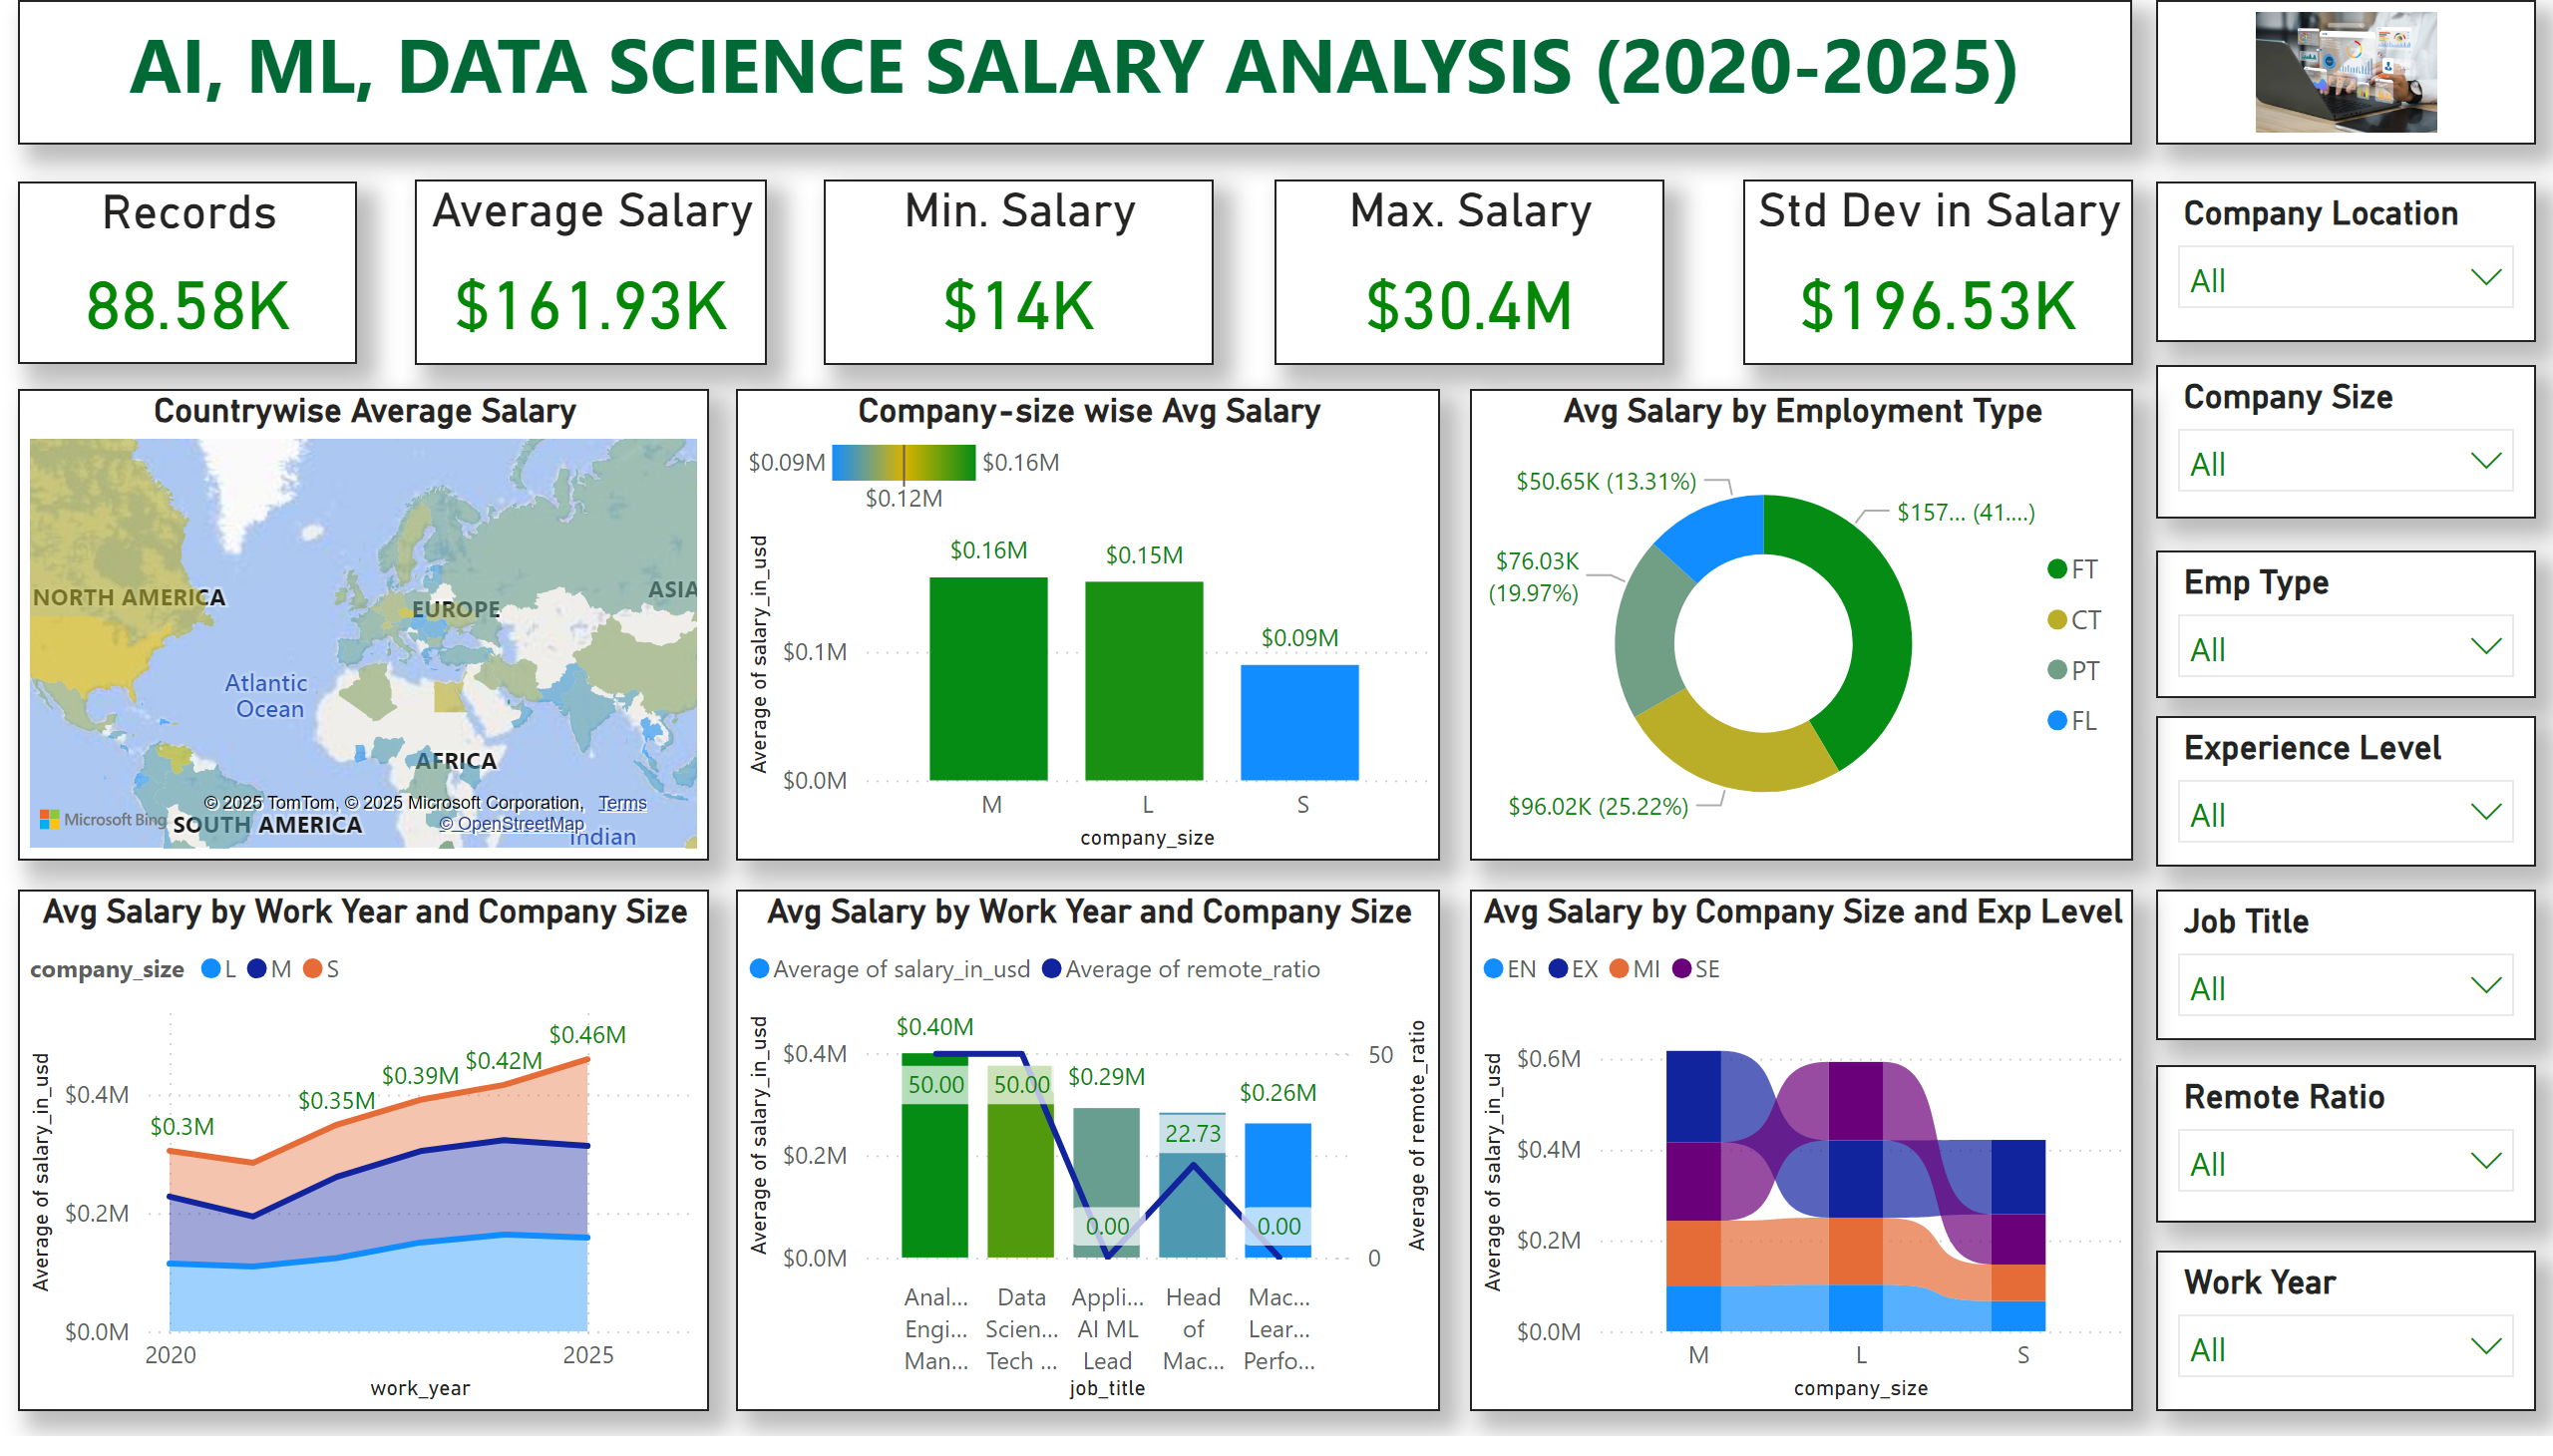 AI, ML, DATA SCIENCE SALARY ANALYSIS (2020-2025)
Records
88.58K
Average Salary
$161.93K
Min. Salary
$14K
Max. Salary
$30.4M
Std Dev in Salary
$196.53K
Company Location
All
Company Size
All
Emp Type
All
Experience Level
All
Job Title
All
Remote Ratio
All
Work Year
All
Countrywise Average Salary
NORTH AMERICA
EUROPE
ASIA
Atlantic
Ocean
AFRICA
© 2025 TomTom, © 2025 Microsoft Corporation, Terms
© OpenStreetMap
Microsoft Bing
SOUTH AMERICA
Indian
Company-size wise Avg Salary
$0.09M
$0.16M
$0.12M
Average of salary_in_usd
$0.16M
$0.15M
$0.09M
$0.1M
$0.0M
M
L
S
company_size
Avg Salary by Employment Type
$50.65K (13.31%)
$157... (41....)
$76.03K
(19.97%)
$96.02K (25.22%)
FT
CT
PT
FL
Avg Salary by Work Year and Company Size
company_size L M S
Average of salary_in_usd
$0.3M
$0.35M
$0.39M
$0.42M
$0.46M
$0.4M
$0.2M
$0.0M
2020
2025
work_year
Avg Salary by Work Year and Company Size
Average of salary_in_usd Average of remote_ratio
Average of salary_in_usd
$0.4M
$0.2M
$0.0M
$0.40M
$0.29M
$0.26M
50.00
50.00
0.00
22.73
0.00
50
0
Average of remote_ratio
Anal...
Engi...
Man...
Data
Scien...
Tech ...
Appli...
AI ML
Lead
Head
of
Mac...
Mac...
Lear...
Perfo...
job_title
Avg Salary by Company Size and Exp Level
EN EX MI SE
Average of salary_in_usd
$0.6M
$0.4M
$0.2M
$0.0M
M
L
S
company_size